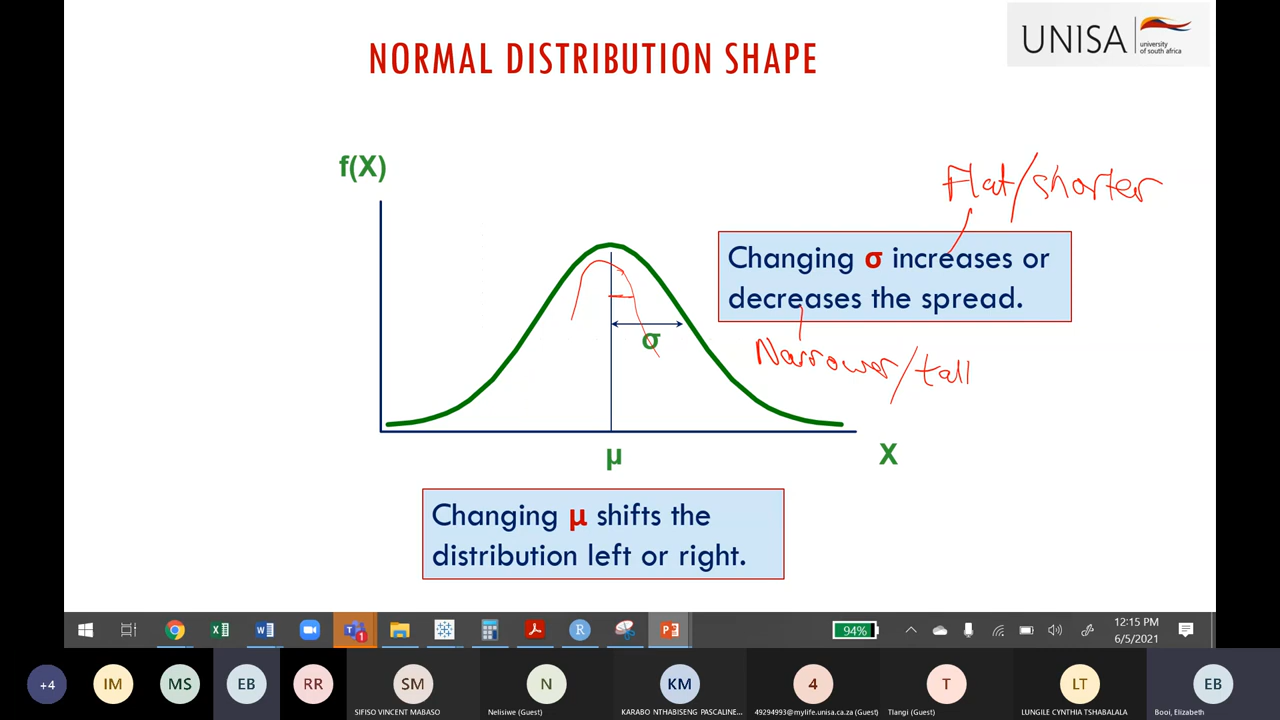 UNISA
university
of south africa
NORMAL DISTRIBUTION SHAPE
f(X)
Flat/shorter
Changing σ increases or
decreases the spread.
σ
Narrower/tall
μ
X
Changing μ shifts the
distribution left or right.
94%
12:15 PM
6/5/2021
1
+4
IM
MS
EB
RR
SM
N
KM
4
T
LT
EB
SIFISO VINCENT MABASO
Nelisiwe (Guest)
KARABO NTHABISENG PASCALINE...
49294993@mylife.unisa.ca.za (Guest)
Tlangi (Guest)
LUNGILE CYNTHIA TSHABALALA
Booi, Elizabeth